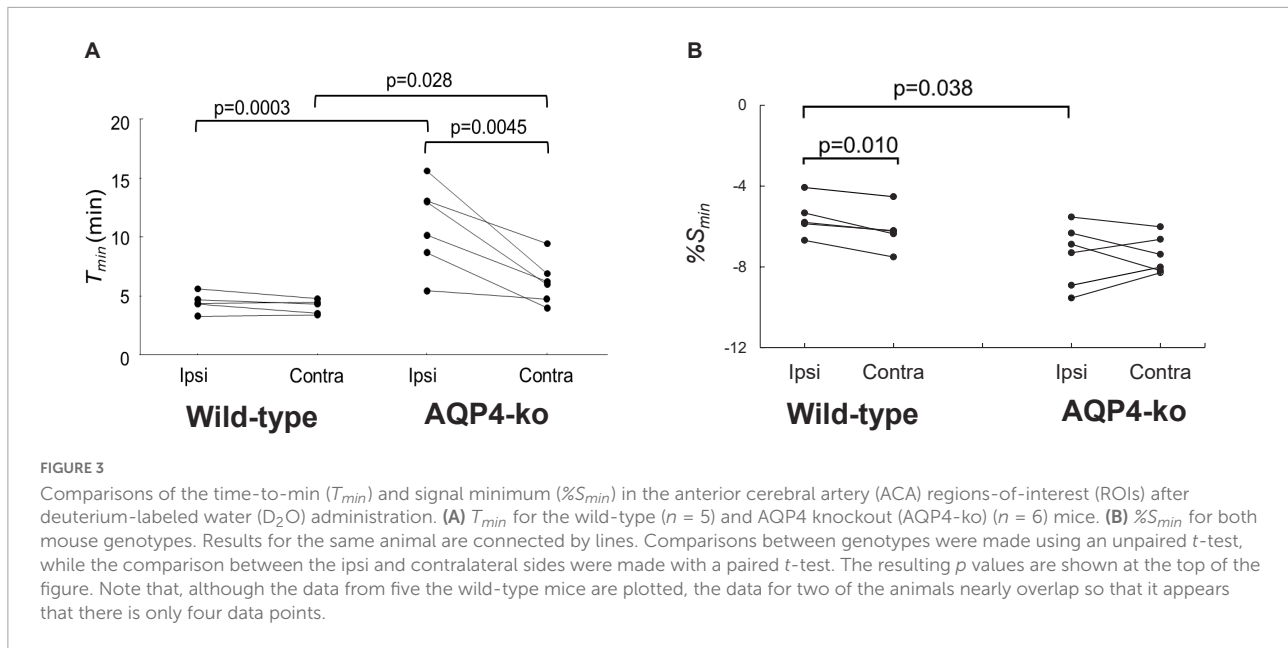 A
p=0.028
p=0.0003
p=0.0045
20
15
10
5
0
T_min (min)
Ipsi
Contra
Ipsi
Contra
Wild-type
AQP4-ko
B
p=0.038
p=0.010
0
-4
-8
-12
%S_min
Ipsi
Contra
Ipsi
Contra
Wild-type
AQP4-ko
FIGURE 3
Comparisons of the time-to-min (T_min) and signal minimum (%S_min) in the anterior cerebral artery (ACA) regions-of-interest (ROIs) after
deuterium-labeled water (D₂O) administration. (A) T_min for the wild-type (n = 5) and AQP4 knockout (AQP4-ko) (n = 6) mice. (B) %S_min for both
mouse genotypes. Results for the same animal are connected by lines. Comparisons between genotypes were made using an unpaired t-test,
while the comparison between the ipsi and contralateral sides were made with a paired t-test. The resulting p values are shown at the top of the
figure. Note that, although the data from five the wild-type mice are plotted, the data for two of the animals nearly overlap so that it appears
that there is only four data points.